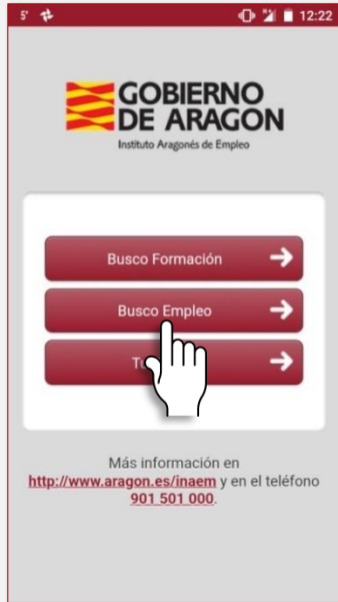 5° 12:22
GOBIERNO
DE ARAGON
Instituto Aragonés de Empleo
Busco Formación
Busco Empleo
Más información en
http://www.aragon.es/inaem y en el teléfono
901 501 000.